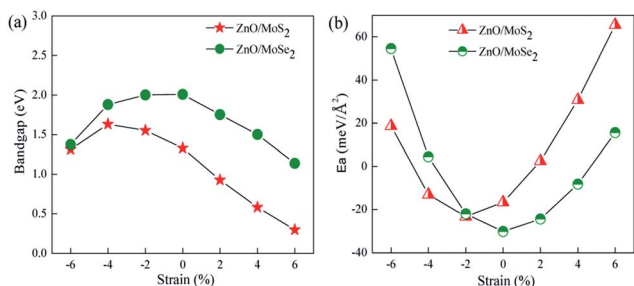 (a)
ZnO/MoS2
ZnO/MoSe2
Bandgap (eV)
3.0
2.5
2.0
1.5
1.0
0.5
0.0
-6 -4 -2 0 2 4 6
Strain (%)
(b)
ZnO/MoS2
ZnO/MoSe2
Ea (meV/Å2)
60
40
20
0
-20
-40
-6 -4 -2 0 2 4 6
Strain (%)